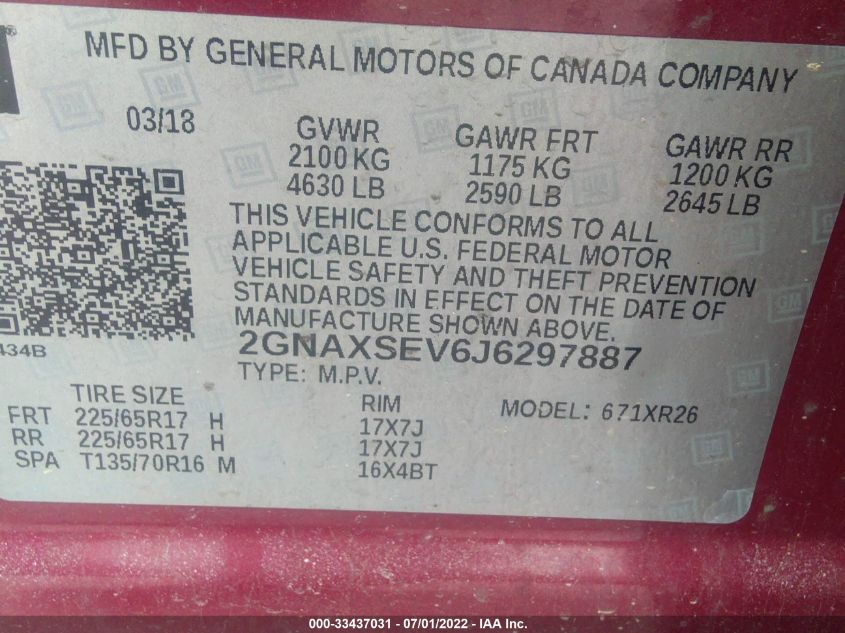 MFD BY GENERAL MOTORS OF CANADA COMPANY
03/18 GVWR GAWR FRT GAWR RR
2100 KG 1175 KG 1200 KG
4630 LB 2590 LB 2645 LB
THIS VEHICLE CONFORMS TO ALL
APPLICABLE U.S. FEDERAL MOTOR
VEHICLE SAFETY AND THEFT PREVENTION
STANDARDS IN EFFECT ON THE DATE OF
MANUFACTURE SHOWN ABOVE.
434B
2GNAXSEV6J6297887
TYPE: M.P.V.
TIRE SIZE RIM MODEL: 671XR26
FRT 225/65R17 H 17X7J
RR 225/65R17 H 17X7J
SPA T135/70R16 M 16X4BT
000-33437031 - 07/01/2022 - IAA Inc.